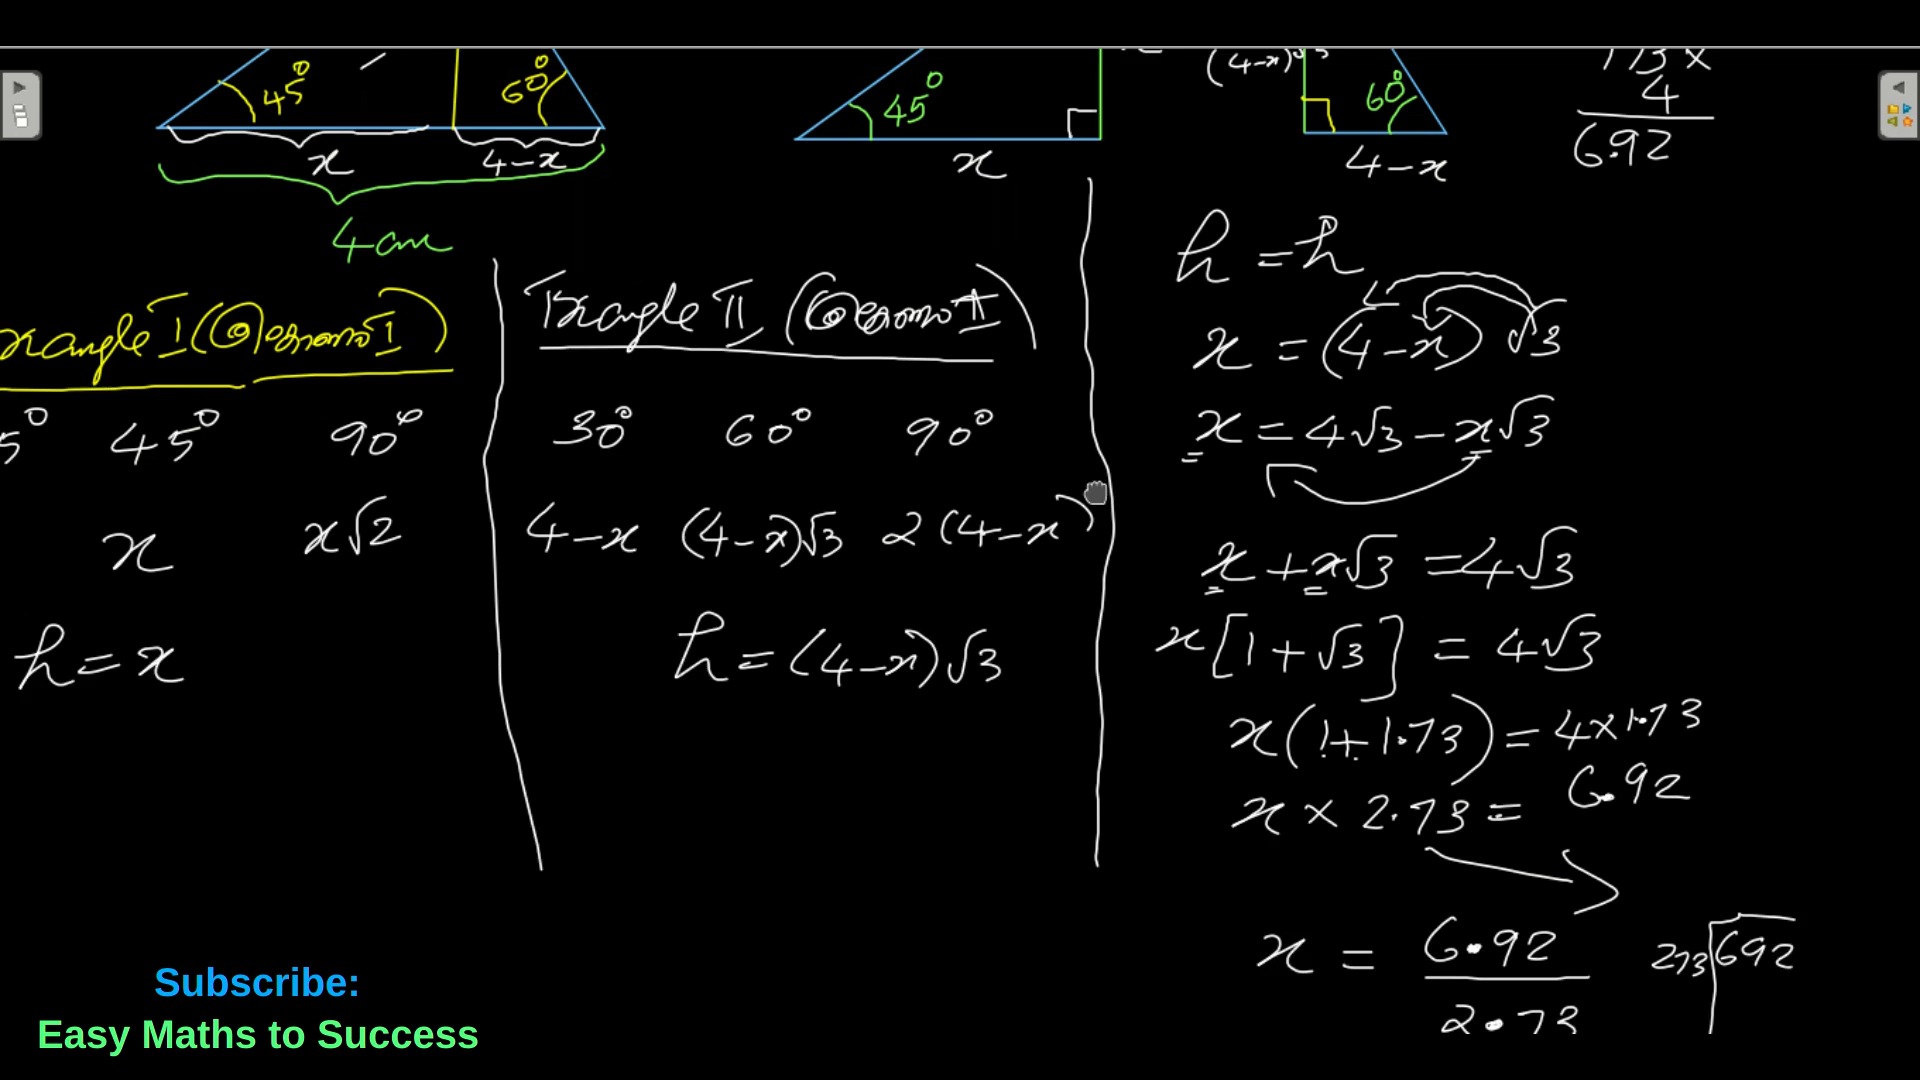 45°
60°
x
4-x
4cm
45°
x
(4-x)√3
60°
4-x
173 x
4
6.92
Triangle II
30° 60° 90°
4-x (4-x)√3 2(4-x)
h=(4-x)√3
5° 45° 90°
x x√2
h=x
h=h
x=(4-x)√3
x=4√3-x√3
x+x√3=4√3
x[1+√3]=4√3
x(1+1.73)=4x1.73
x×2.73=6.92
x=6.92
2.73
273 692
Subscribe:
Easy Maths to Success